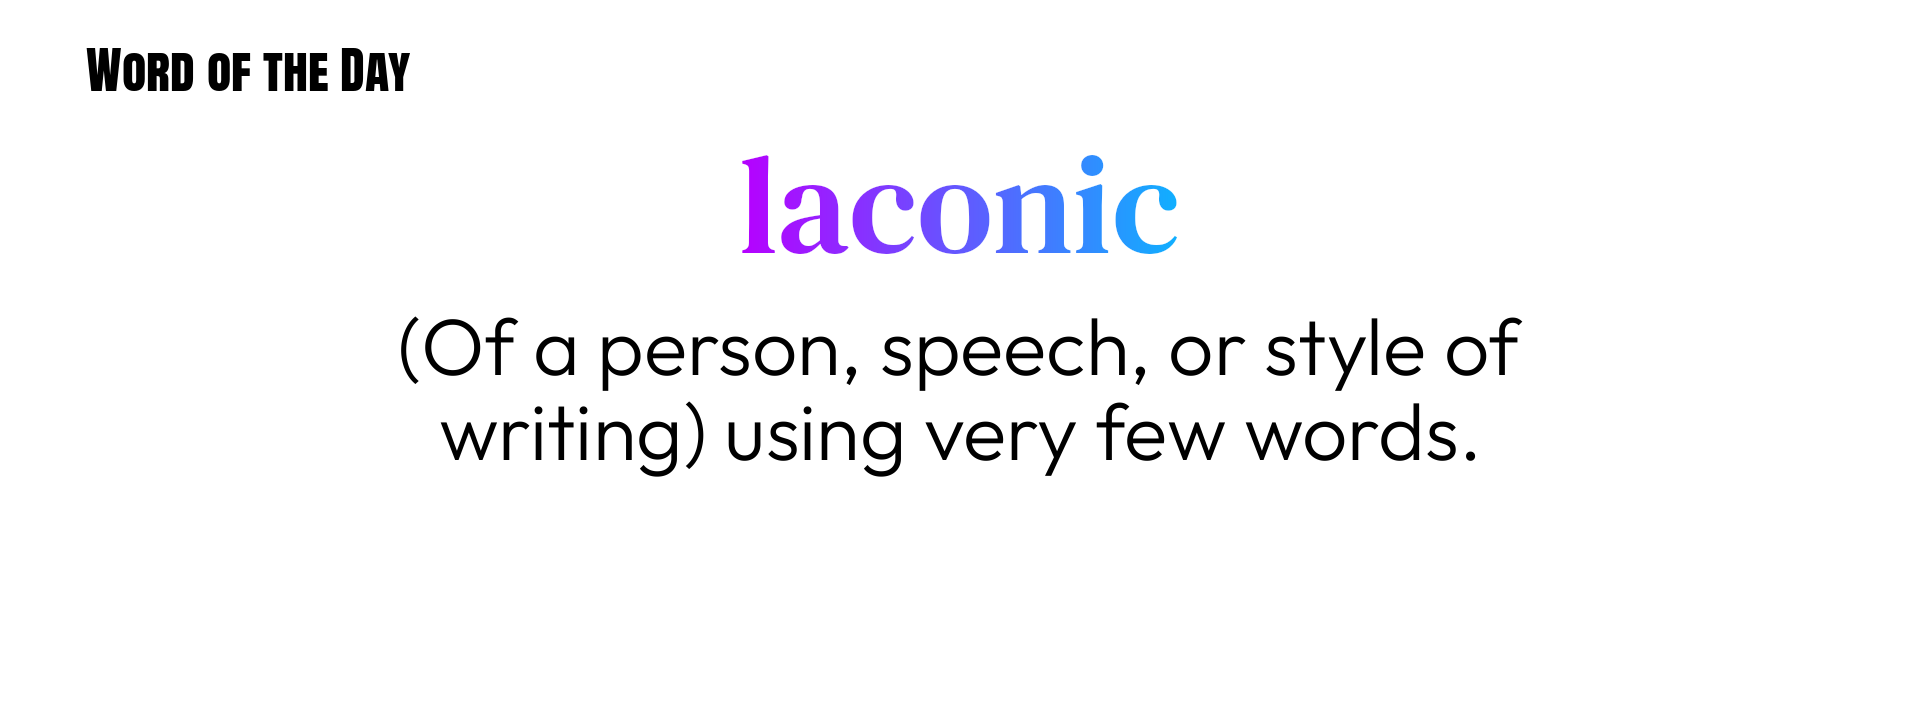 Word of the Day
laconic
(Of a person, speech, or style of
writing) using very few words.